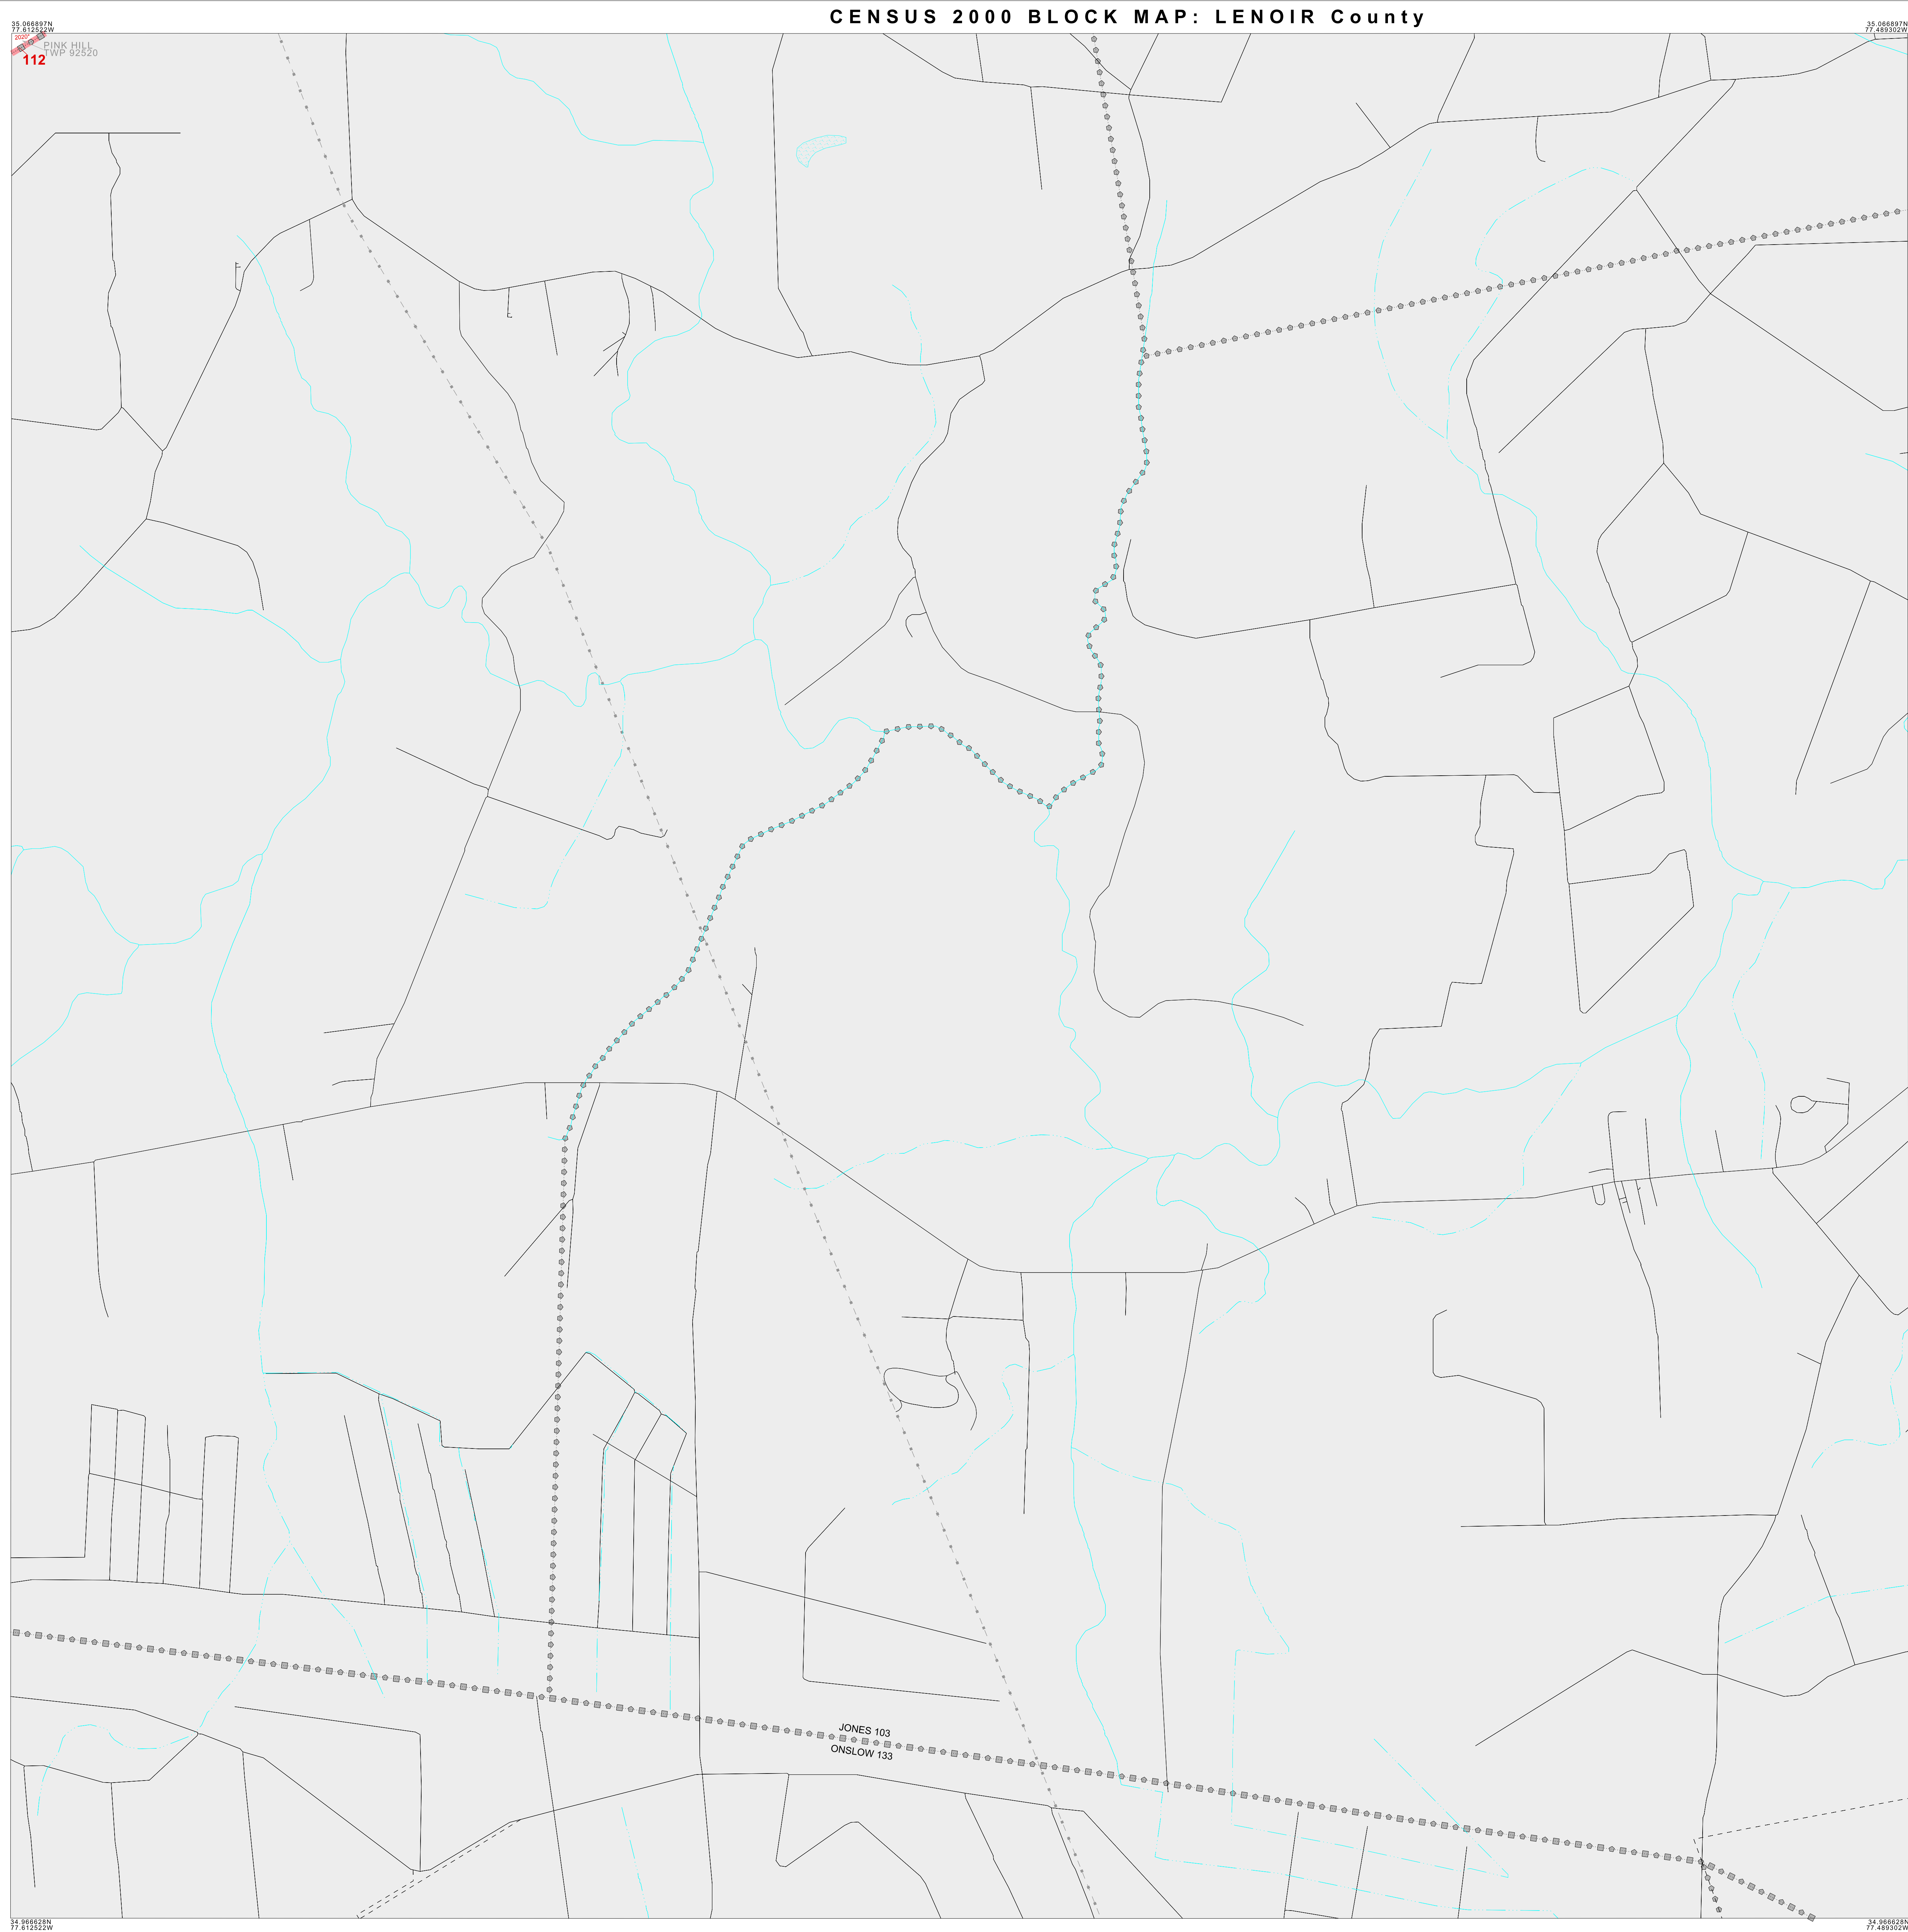 CENSUS 2000 BLOCK MAP: LENOIR County
35.066897N
77.612522W
35.066897N
77.489302W
2020
PINK HILL
TWP 92520
112
JONES 103
ONSLOW 133
34.966628N
77.612522W
34.966628N
77.489302W